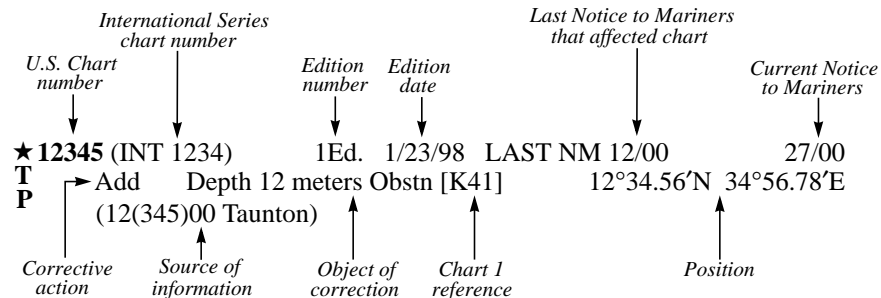 International Series
chart number
Last Notice to Mariners
that affected chart
U.S. Chart
number
Edition
number
Edition
date
Current Notice
to Mariners
★ 12345 (INT 1234) 1Ed. 1/23/98 LAST NM 12/00 27/00
T Add Depth 12 meters Obstn [K41] 12°34.56′N 34°56.78′E
P
(12(345)00 Taunton)
Corrective
action
Source of
information
Object of
correction
Chart 1
reference
Position